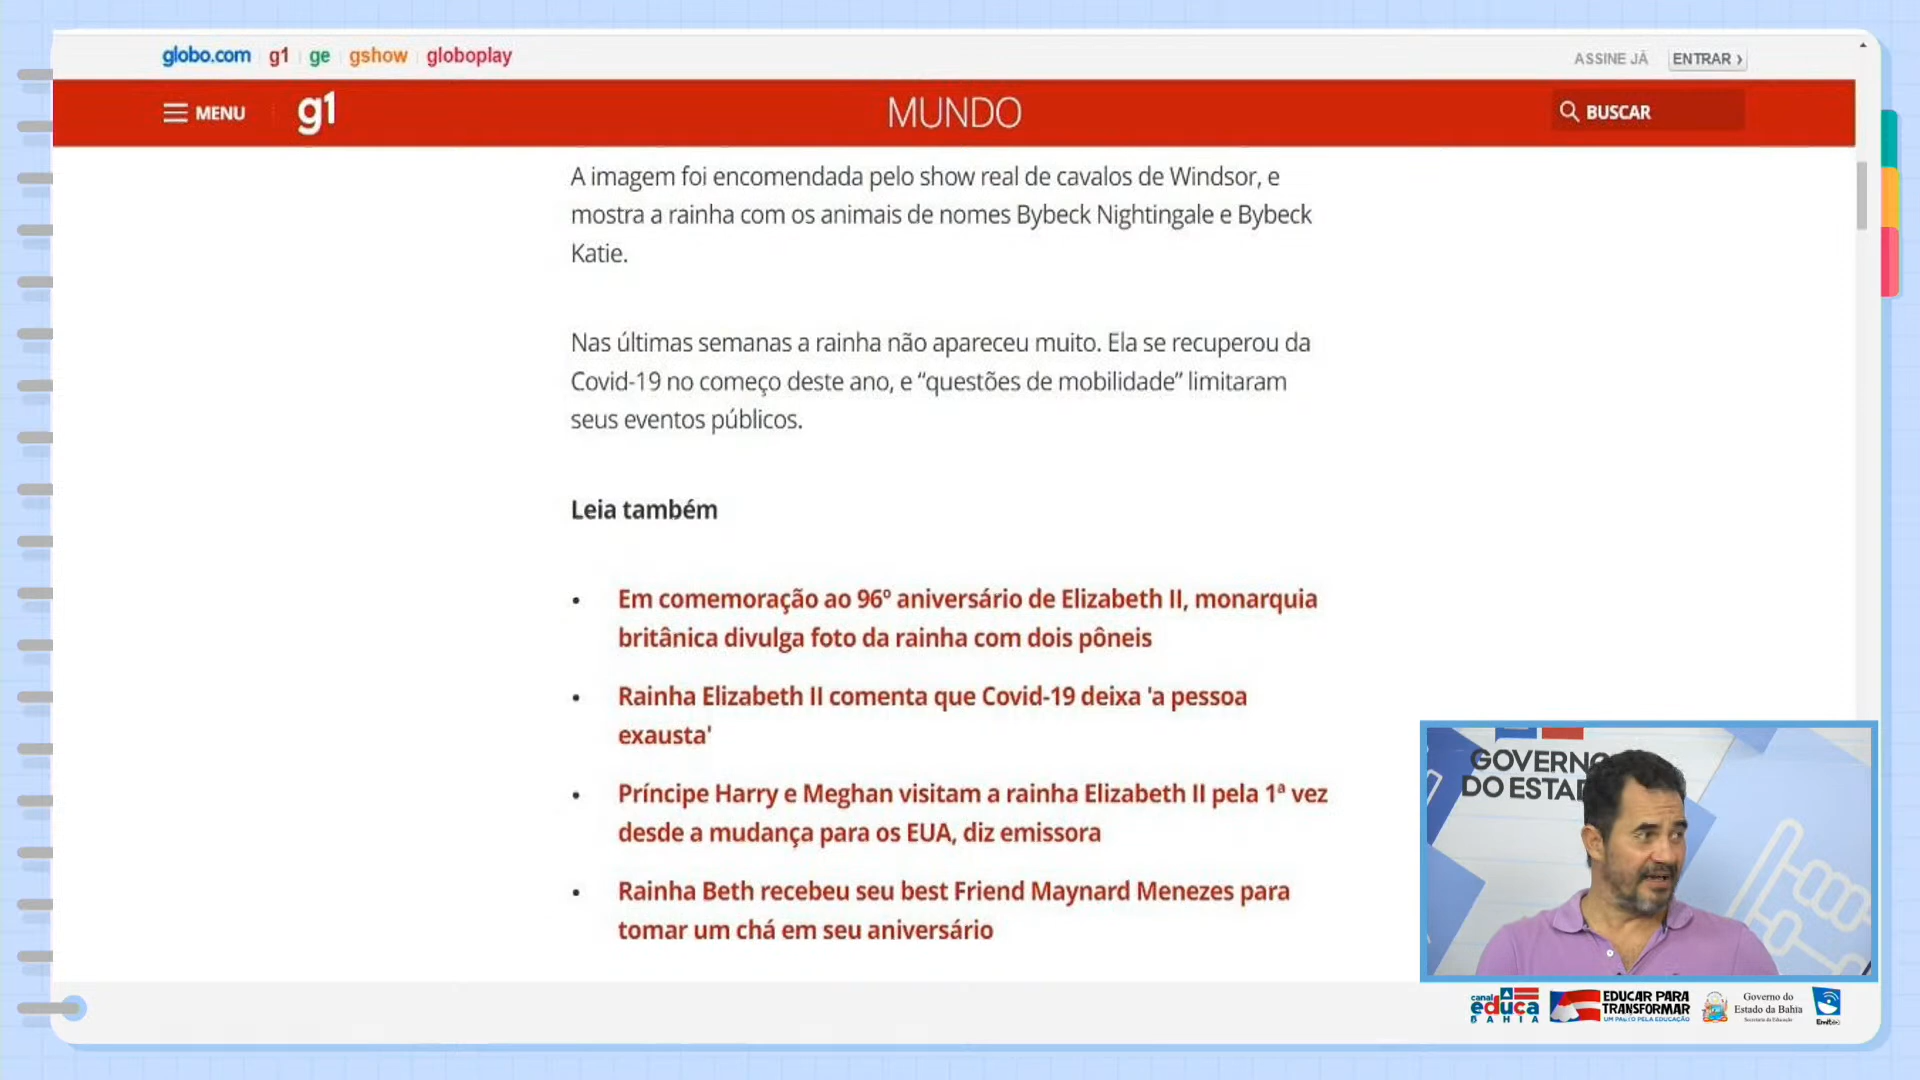 globo.com g1 ge gshow globoplay
ASSINE JÁ ENTRAR ›
MENU g1 MUNDO BUSCAR
A imagem foi encomendada pelo show real de cavalos de Windsor, e
mostra a rainha com os animais de nomes Bybeck Nightingale e Bybeck
Katie.
Nas últimas semanas a rainha não apareceu muito. Ela se recuperou da
Covid-19 no começo deste ano, e “questões de mobilidade” limitaram
seus eventos públicos.
Leia também
• Em comemoração ao 96º aniversário de Elizabeth II, monarquia
britânica divulga foto da rainha com dois pôneis
• Rainha Elizabeth II comenta que Covid-19 deixa 'a pessoa
exausta'
• Príncipe Harry e Meghan visitam a rainha Elizabeth II pela 1ª vez
desde a mudança para os EUA, diz emissora
• Rainha Beth recebeu seu best Friend Maynard Menezes para
tomar um chá em seu aniversário
GOVERNO
DO ESTAD
canal
educa
BAHIA
EDUCAR PARA
TRANSFORMAR
UM PACTO PELA EDUCAÇÃO
Governo do
Estado da Bahia
Secretaria da Educação
Emitec